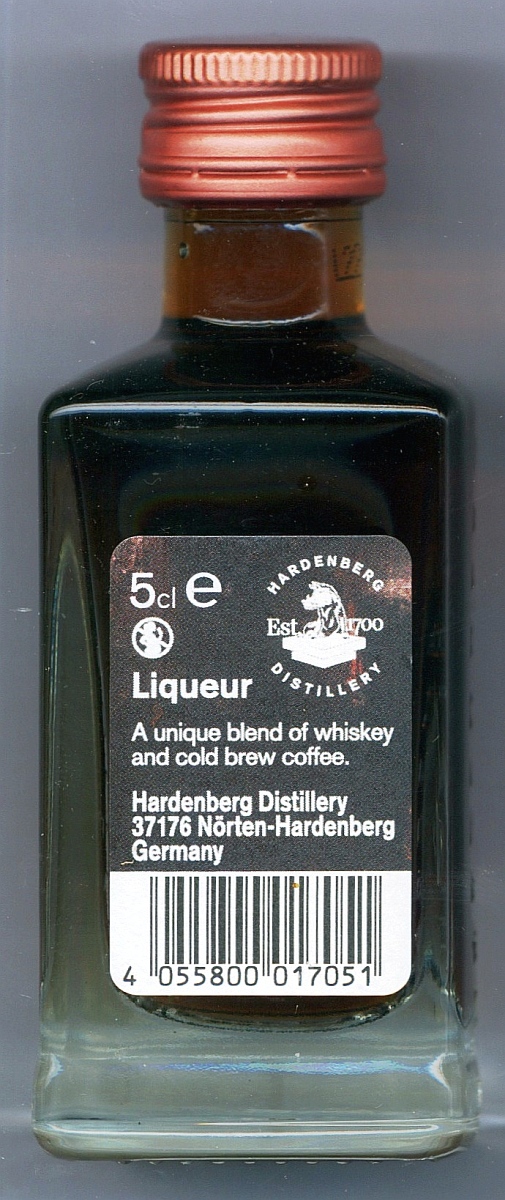 5cl e
HARDENBERG
Est. 1700
DISTILLERY
Liqueur
A unique blend of whiskey
and cold brew coffee.
Hardenberg Distillery
37176 Nörten-Hardenberg
Germany
4 055800 017051